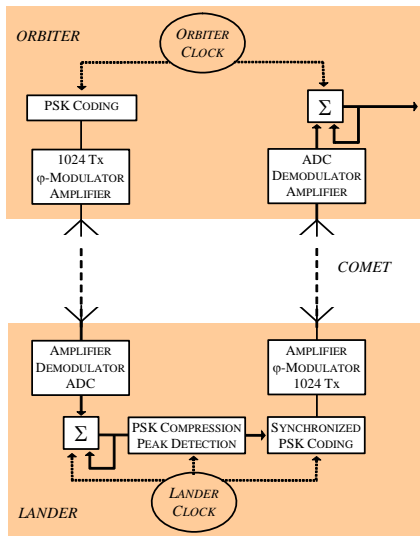 ORBITER
ORBITER
CLOCK
PSK CODING
Σ
1024 Tx
φ-MODULATOR
AMPLIFIER
ADC
DEMODULATOR
AMPLIFIER
COMET
AMPLIFIER
DEMODULATOR
ADC
AMPLIFIER
φ-MODULATOR
1024 Tx
Σ
PSK COMPRESSION
PEAK DETECTION
SYNCHRONIZED
PSK CODING
LANDER
CLOCK
LANDER